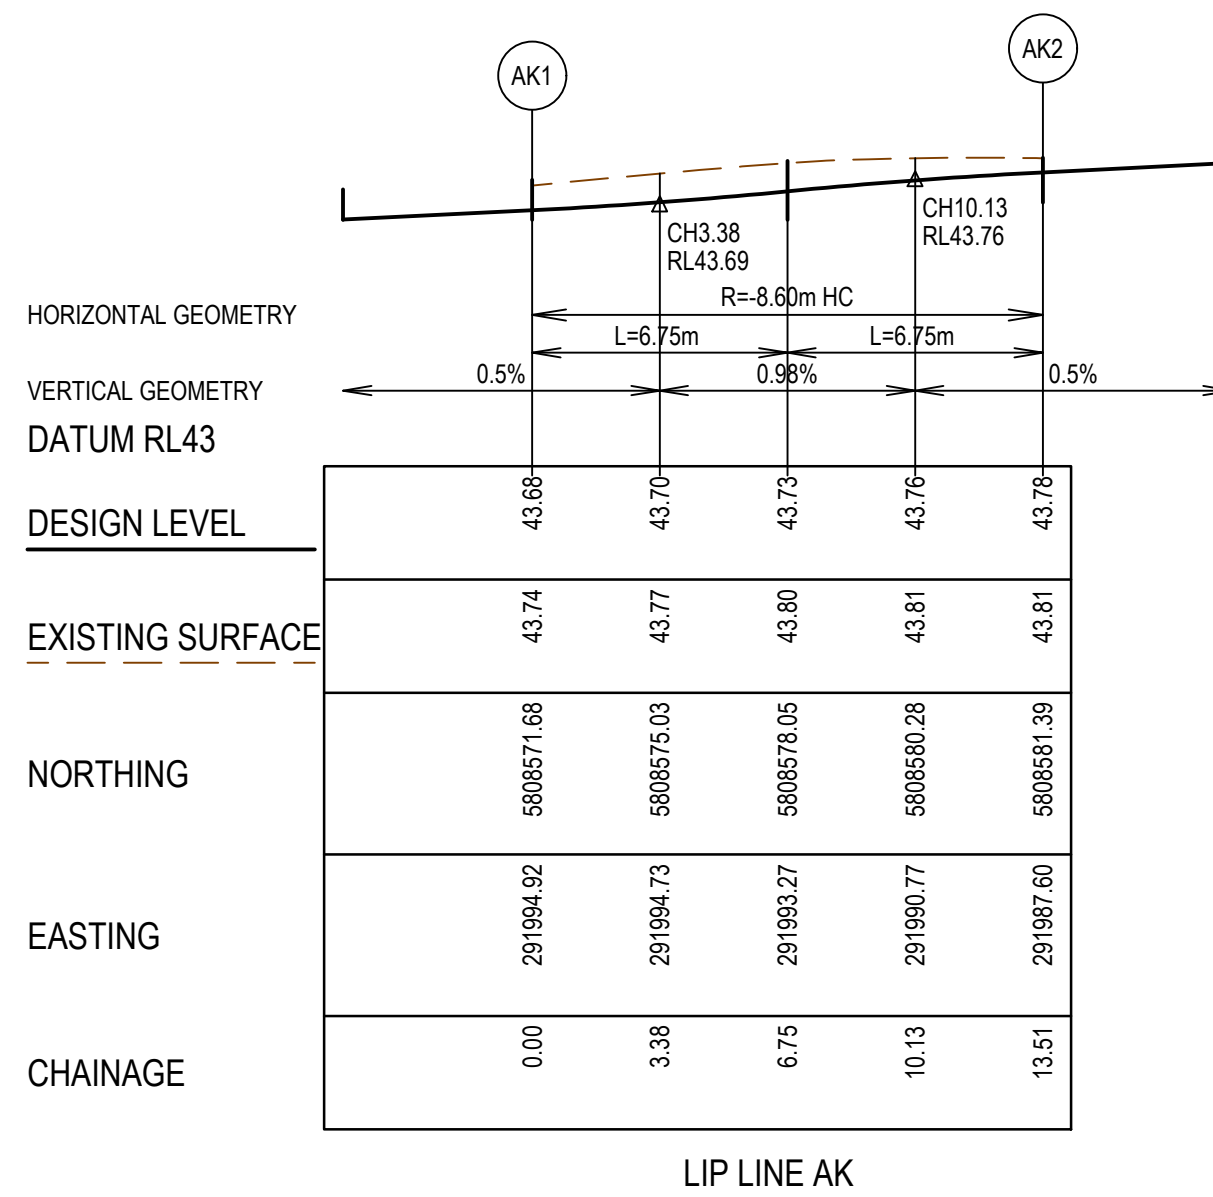 AK1
AK2
CH3.38
RL43.69
CH10.13
RL43.76
HORIZONTAL GEOMETRY
R=-8.60m HC
L=6.75m
L=6.75m
VERTICAL GEOMETRY
0.5%
0.98%
0.5%
DATUM RL43
DESIGN LEVEL
43.68
43.70
43.73
43.76
43.78
EXISTING SURFACE
43.74
43.77
43.80
43.81
43.81
NORTHING
5808571.68
5808575.03
5808578.05
5808580.28
5808581.39
EASTING
291994.92
291994.73
291993.27
291990.77
291987.60
CHAINAGE
0.00
3.38
6.75
10.13
13.51
LIP LINE AK